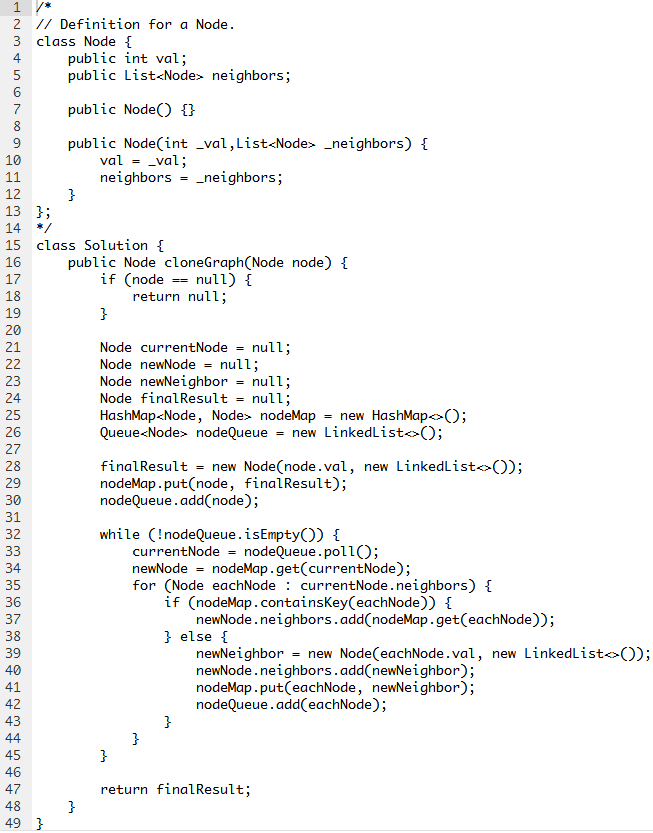 1 /*
2 // Definition for a Node.
3 class Node {
4     public int val;
5     public List<Node> neighbors;
6
7     public Node() {}
8
9     public Node(int _val,List<Node> _neighbors) {
10         val = _val;
11         neighbors = _neighbors;
12     }
13 };
14 */
15 class Solution {
16     public Node cloneGraph(Node node) {
17         if (node == null) {
18             return null;
19         }
20
21         Node currentNode = null;
22         Node newNode = null;
23         Node newNeighbor = null;
24         Node finalResult = null;
25         HashMap<Node, Node> nodeMap = new HashMap<>();
26         Queue<Node> nodeQueue = new LinkedList<>();
27
28         finalResult = new Node(node.val, new LinkedList<>());
29         nodeMap.put(node, finalResult);
30         nodeQueue.add(node);
31
32         while (!nodeQueue.isEmpty()) {
33             currentNode = nodeQueue.poll();
34             newNode = nodeMap.get(currentNode);
35             for (Node eachNode : currentNode.neighbors) {
36                 if (nodeMap.containsKey(eachNode)) {
37                     newNode.neighbors.add(nodeMap.get(eachNode));
38                 } else {
39                     newNeighbor = new Node(eachNode.val, new LinkedList<>());
40                     newNode.neighbors.add(newNeighbor);
41                     nodeMap.put(eachNode, newNeighbor);
42                     nodeQueue.add(eachNode);
43                 }
44             }
45         }
46
47         return finalResult;
48     }
49 }